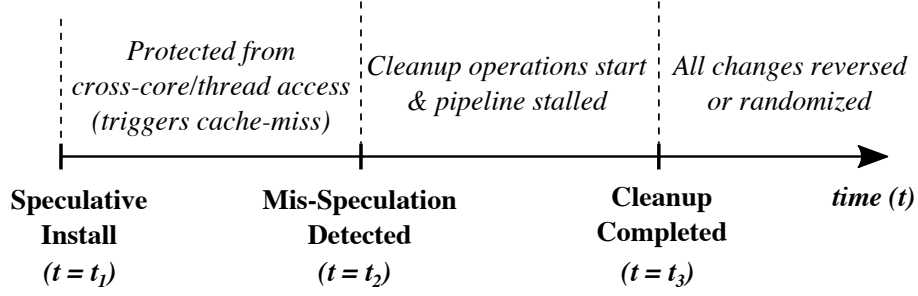 Protected from
cross-core/thread access
(triggers cache-miss)
Cleanup operations start
& pipeline stalled
All changes reversed
or randomized
Speculative
Install
(t = t₁)
Mis-Speculation
Detected
(t = t₂)
Cleanup
Completed
(t = t₃)
time (t)